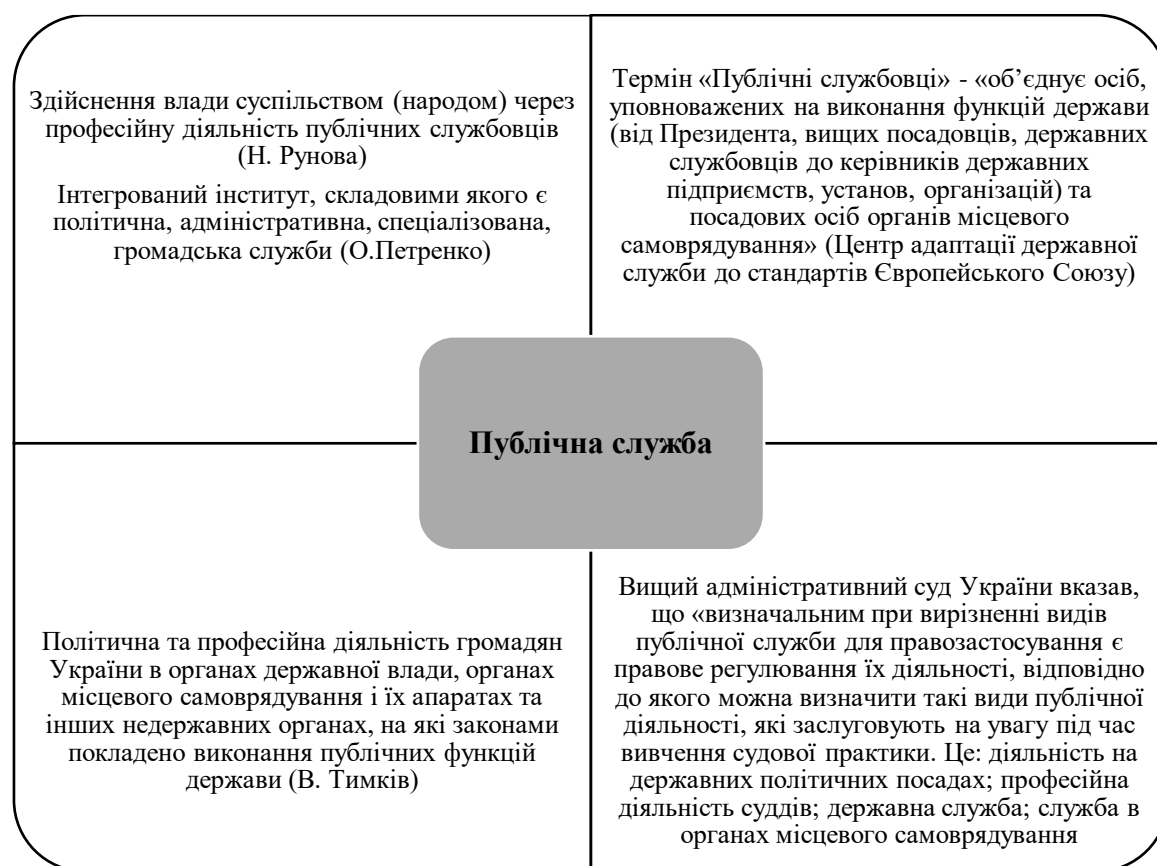 Здійснення влади суспільством (народом) через
професійну діяльність публічних службовців
(Н. Рунова)
Інтегрований інститут, складовими якого є
політична, адміністративна, спеціалізована,
громадська служби (О.Петренко)
Термін «Публічні службовці» - «об’єднує осіб,
уповноважених на виконання функцій держави
(від Президента, вищих посадовців, державних
службовців до керівників державних
підприємств, установ, організацій) та
посадових осіб органів місцевого
самоврядування» (Центр адаптації державної
служби до стандартів Європейського Союзу)
Публічна служба
Політична та професійна діяльність громадян
України в органах державної влади, органах
місцевого самоврядування і їх апаратах та
інших недержавних органах, на які законами
покладено виконання публічних функцій
держави (В. Тимків)
Вищий адміністративний суд України вказав,
що «визначальним при вирізненні видів
публічної служби для правозастосування є
правове регулювання їх діяльності, відповідно
до якого можна визначити такі види публічної
діяльності, які заслуговують на увагу під час
вивчення судової практики. Це: діяльність на
державних політичних посадах; професійна
діяльність суддів; державна служба; служба в
органах місцевого самоврядування